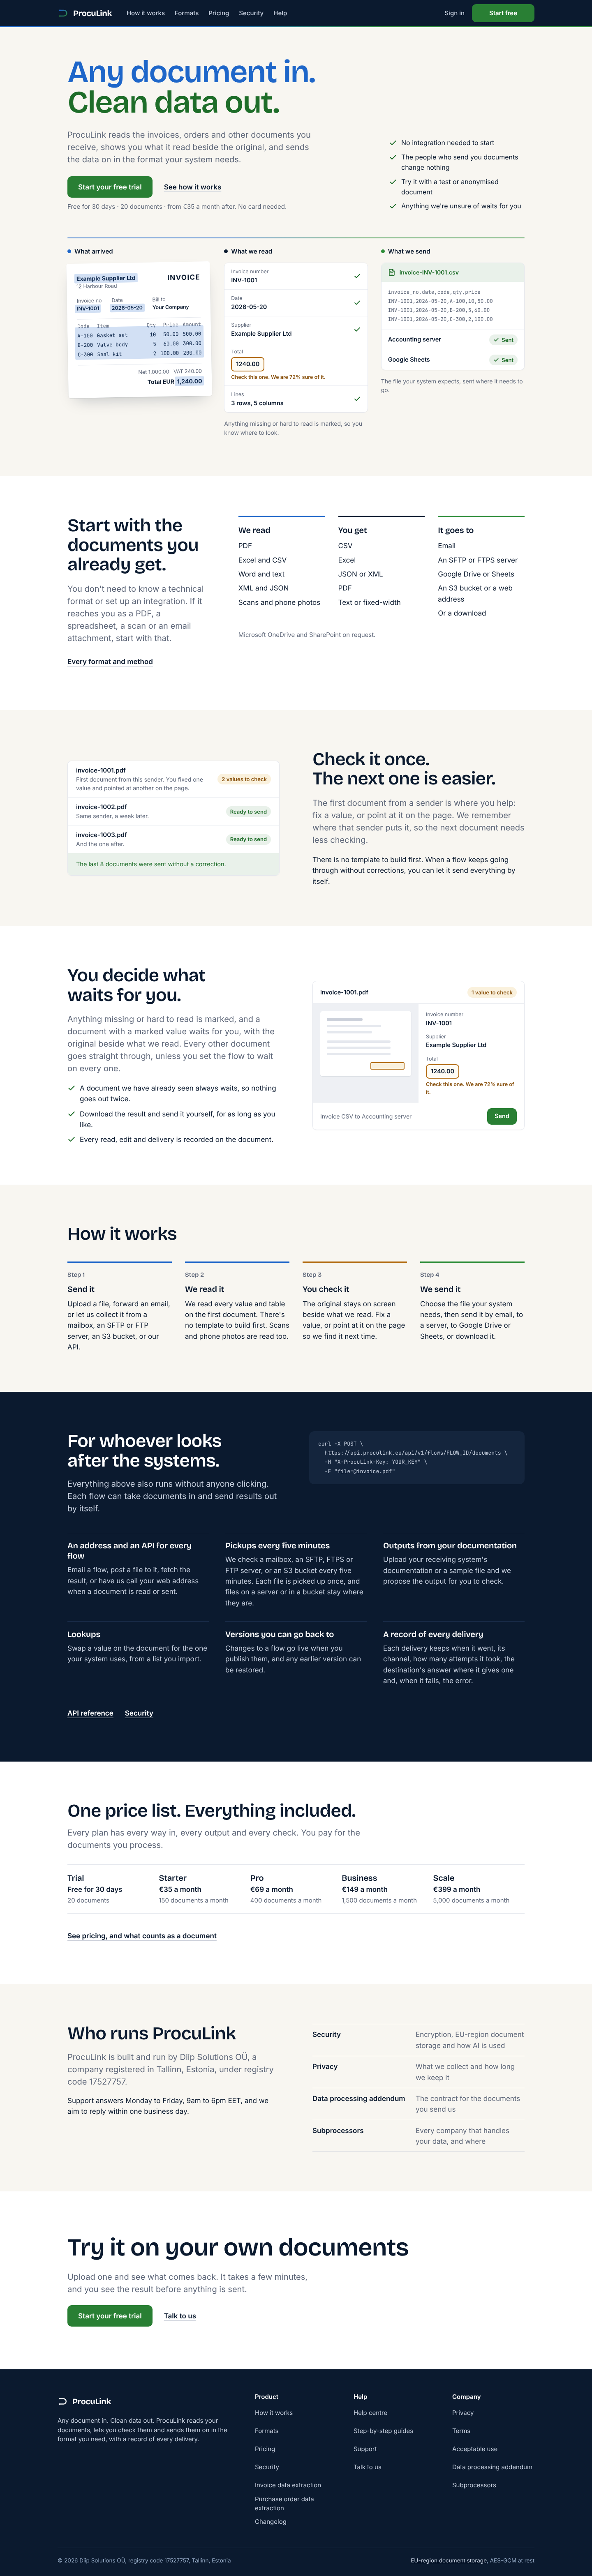 ProcuLink How it works Formats Pricing Security Help Sign in Start free
Any document in.
Clean data out.
ProcuLink reads the invoices, orders and other documents you
receive, shows you what it read beside the original, and sends
the data on in the format your system needs.
Start your free trial See how it works
Free for 30 days · 20 documents · from €35 a month after. No card needed.
No integration needed to start
The people who send you documents
change nothing
Try it with a test or anonymised
document
Anything we're unsure of waits for you
What arrived
Example Supplier Ltd
12 Harbour Road
INVOICE
Invoice no Date Bill to
INV-1001 2026-05-20 Your Company
Code Item Qty Price Amount
A-100 Gasket set 10 50.00 500.00
B-200 Valve body 5 60.00 300.00
C-300 Seal kit 2 100.00 200.00
Net 1,000.00 VAT 240.00
Total EUR 1,240.00
What we read
Invoice number
INV-1001
Date
2026-05-20
Supplier
Example Supplier Ltd
Total
1240.00
Check this one. We are 72% sure of it.
Lines
3 rows, 5 columns
Anything missing or hard to read is marked, so you
know where to look.
What we send
invoice-INV-1001.csv
invoice_no,date,code,qty,price
INV-1001,2026-05-20,A-100,10,50.00
INV-1001,2026-05-20,B-200,5,60.00
INV-1001,2026-05-20,C-300,2,100.00
Accounting server Sent
Google Sheets Sent
The file your system expects, sent where it needs to
go.
Start with the
documents you
already get.
You don't need to know a technical
format or set up an integration. If it
reaches you as a PDF, a
spreadsheet, a scan or an email
attachment, start with that.
Every format and method
We read
PDF
Excel and CSV
Word and text
XML and JSON
Scans and phone photos
You get
CSV
Excel
JSON or XML
PDF
Text or fixed-width
It goes to
Email
An SFTP or FTPS server
Google Drive or Sheets
An S3 bucket or a web
address
Or a download
Microsoft OneDrive and SharePoint on request.
invoice-1001.pdf
First document from this sender. You fixed one
value and pointed at another on the page.
2 values to check
invoice-1002.pdf
Same sender, a week later.
Ready to send
invoice-1003.pdf
And the one after.
Ready to send
The last 8 documents were sent without a correction.
Check it once.
The next one is easier.
The first document from a sender is where you help:
fix a value, or point at it on the page. We remember
where that sender puts it, so the next document needs
less checking.
There is no template to build first. When a flow keeps going
through without corrections, you can let it send everything by
itself.
You decide what
waits for you.
Anything missing or hard to read is marked, and a
document with a marked value waits for you, with the
original beside what we read. Every other document
goes straight through, unless you set the flow to wait
on every one.
A document we have already seen always waits, so nothing
goes out twice.
Download the result and send it yourself, for as long as you
like.
Every read, edit and delivery is recorded on the document.
invoice-1001.pdf 1 value to check
Invoice number
INV-1001
Supplier
Example Supplier Ltd
Total
1240.00
Check this one. We are 72% sure of
it.
Invoice CSV to Accounting server Send
How it works
Step 1
Send it
Upload a file, forward an email,
or let us collect it from a
mailbox, an SFTP or FTP
server, an S3 bucket, or our
API.
Step 2
We read it
We read every value and table
on the first document. There's
no template to build first. Scans
and phone photos are read too.
Step 3
You check it
The original stays on screen
beside what we read. Fix a
value, or point at it on the page
so we find it next time.
Step 4
We send it
Choose the file your system
needs, then send it by email, to
a server, to Google Drive or
Sheets, or download it.
For whoever looks
after the systems.
Everything above also runs without anyone clicking.
Each flow can take documents in and send results out
by itself.
curl -X POST \
https://api.proculink.eu/api/v1/flows/FLOW_ID/documents \
-H "X-ProcuLink-Key: YOUR_KEY" \
-F "file=@invoice.pdf"
An address and an API for every
flow
Email a flow, post a file to it, fetch the
result, or have us call your web address
when a document is read or sent.
Pickups every five minutes
We check a mailbox, an SFTP, FTPS or
FTP server, or an S3 bucket every five
minutes. Each file is picked up once, and
files on a server or in a bucket stay where
they are.
Outputs from your documentation
Upload your receiving system's
documentation or a sample file and we
propose the output for you to check.
Lookups
Swap a value on the document for the one
your system uses, from a list you import.
Versions you can go back to
Changes to a flow go live when you
publish them, and any earlier version can
be restored.
A record of every delivery
Each delivery keeps when it went, its
channel, how many attempts it took, the
destination's answer where it gives one
and, when it fails, the error.
API reference Security
One price list. Everything included.
Every plan has every way in, every output and every check. You pay for the
documents you process.
Trial
Free for 30 days
20 documents
Starter
€35 a month
150 documents a month
Pro
€69 a month
400 documents a month
Business
€149 a month
1,500 documents a month
Scale
€399 a month
5,000 documents a month
See pricing, and what counts as a document
Who runs ProcuLink
ProcuLink is built and run by Diip Solutions OÜ, a
company registered in Tallinn, Estonia, under registry
code 17527757.
Support answers Monday to Friday, 9am to 6pm EET, and we
aim to reply within one business day.
Security
Encryption, EU-region document
storage and how AI is used
Privacy
What we collect and how long
we keep it
Data processing addendum
The contract for the documents
you send us
Subprocessors
Every company that handles
your data, and where
Try it on your own documents
Upload one and see what comes back. It takes a few minutes,
and you see the result before anything is sent.
Start your free trial Talk to us
ProcuLink
Any document in. Clean data out. ProcuLink reads your
documents, lets you check them and sends them on in the
format you need, with a record of every delivery.
Product
How it works
Formats
Pricing
Security
Invoice data extraction
Purchase order data
extraction
Changelog
Help
Help centre
Step-by-step guides
Support
Talk to us
Company
Privacy
Terms
Acceptable use
Data processing addendum
Subprocessors
© 2026 Diip Solutions OÜ, registry code 17527757, Tallinn, Estonia
EU-region document storage, AES-GCM at rest